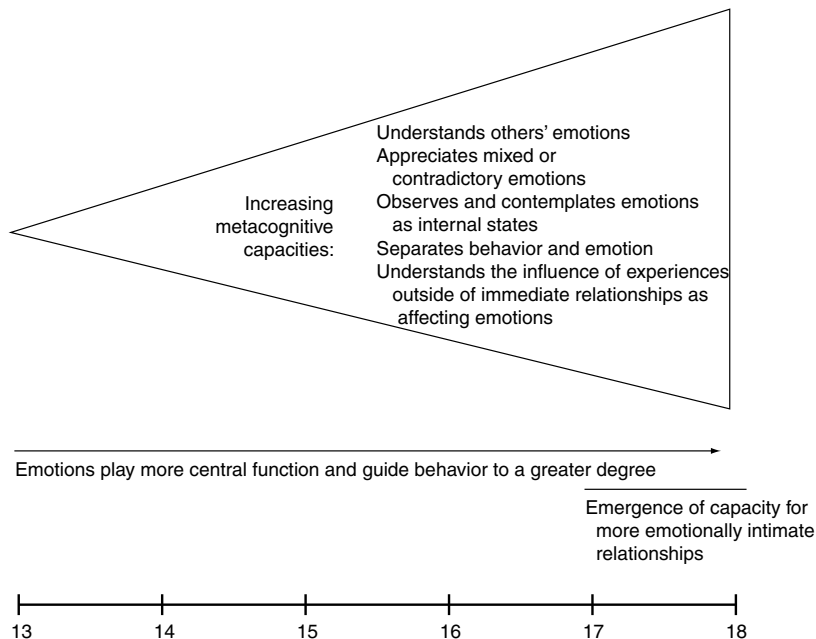 Increasing
metacognitive
capacities:
Understands others’ emotions
Appreciates mixed or
contradictory emotions
Observes and contemplates emotions
as internal states
Separates behavior and emotion
Understands the influence of experiences
outside of immediate relationships as
affecting emotions
Emotions play more central function and guide behavior to a greater degree
Emergence of capacity for
more emotionally intimate
relationships
13 14 15 16 17 18